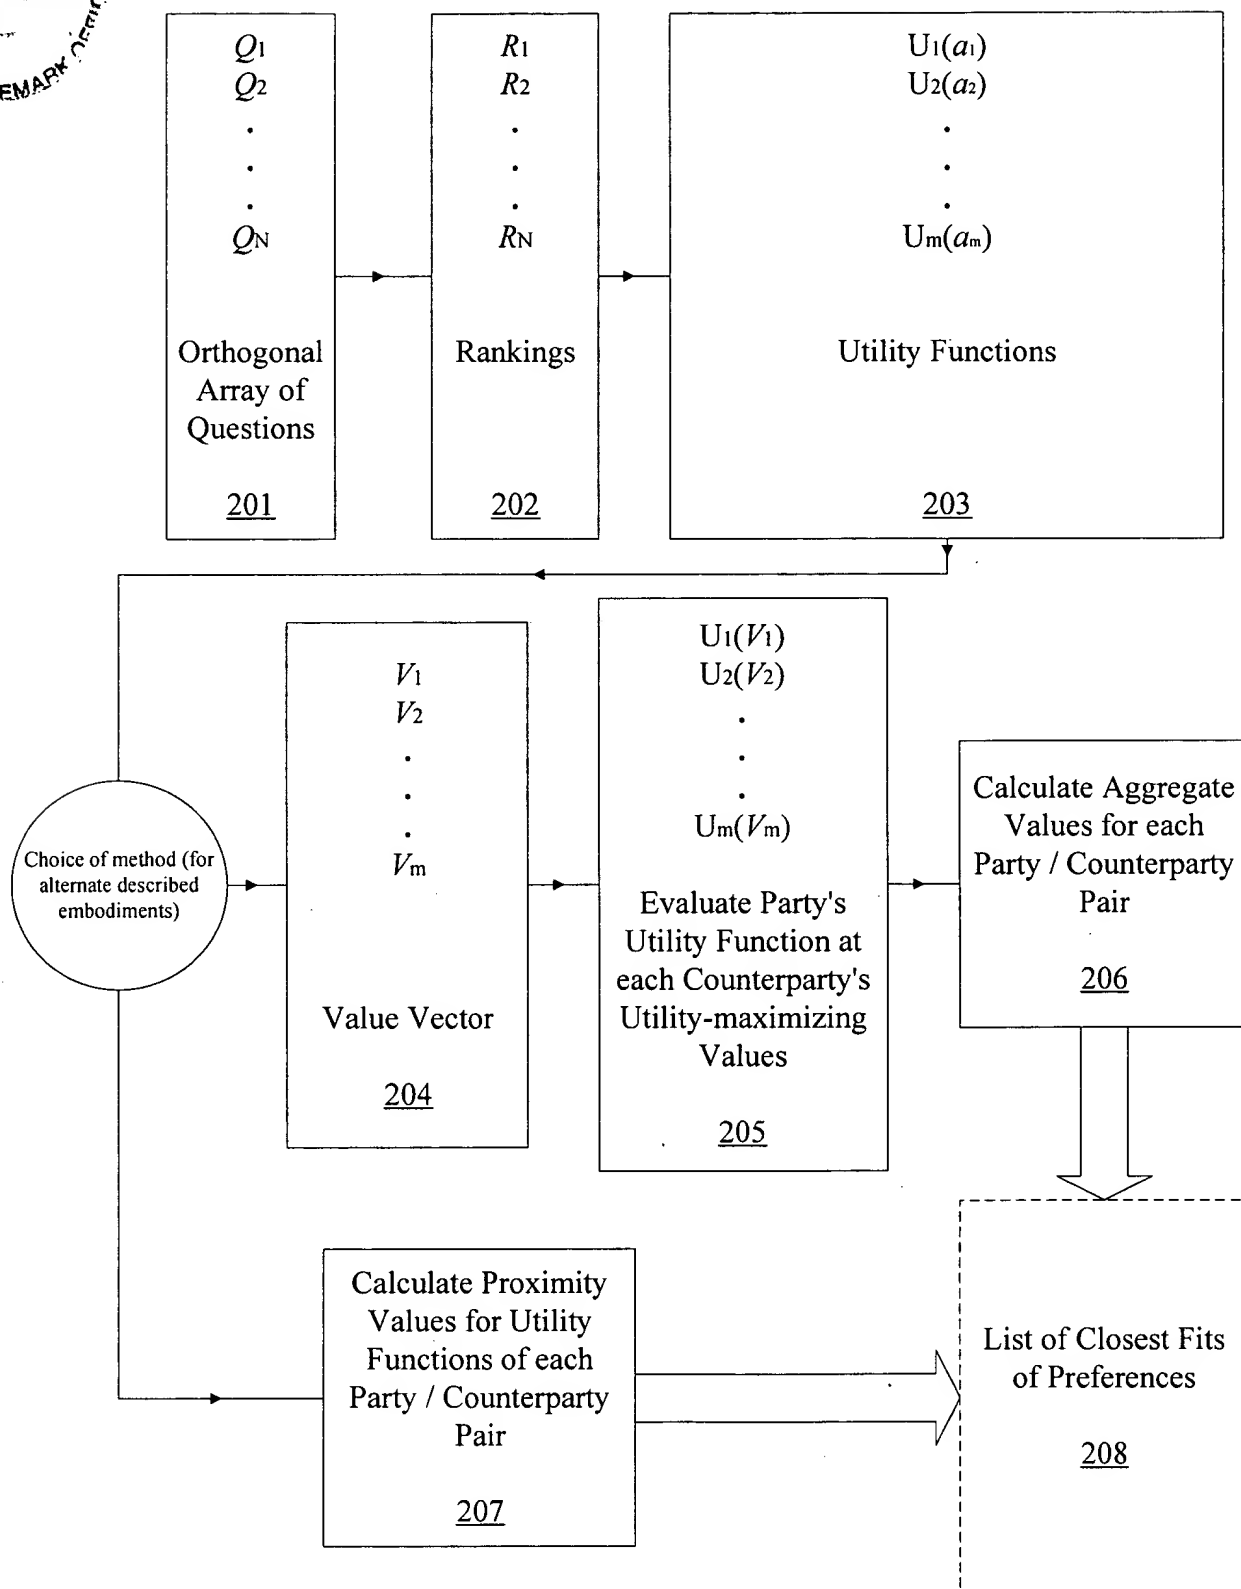 EMARK OFFIC
Q1
Q2
.
.
.
QN
Orthogonal
Array of
Questions
201
R1
R2
.
.
.
RN
Rankings
202
U1(a1)
U2(a2)
.
.
.
Um(am)
Utility Functions
203
Choice of method (for
alternate described
embodiments)
V1
V2
.
.
.
Vm
Value Vector
204
U1(V1)
U2(V2)
.
.
.
Um(Vm)
Evaluate Party's
Utility Function at
each Counterparty's
Utility-maximizing
Values
205
Calculate Aggregate
Values for each
Party / Counterparty
Pair
206
Calculate Proximity
Values for Utility
Functions of each
Party / Counterparty
Pair
207
List of Closest Fits
of Preferences
208